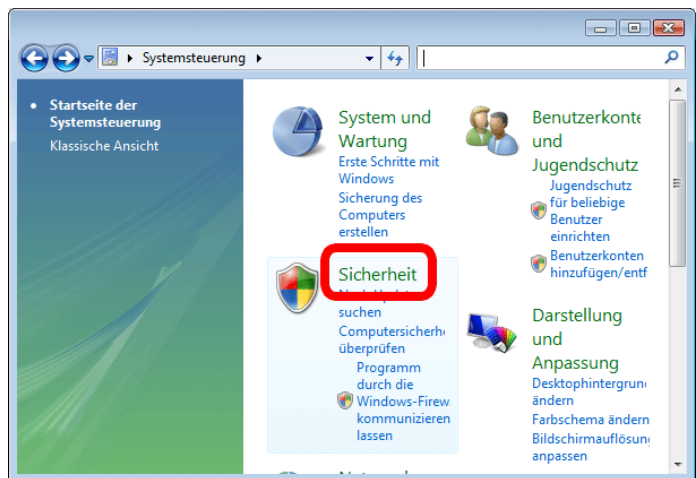 Systemsteuerung
Startseite der
Systemsteuerung
Klassische Ansicht
System und
Wartung
Erste Schritte mit
Windows
Sicherung des
Computers
erstellen
Sicherheit
suchen
Computersicherh
überprüfen
Programm
durch die
Windows-Firew
kommunizieren
lassen
Benutzerkonte
und
Jugendschutz
Jugendschutz
für beliebige
Benutzer
einrichten
Benutzerkonten
hinzufügen/entf
Darstellung
und
Anpassung
Desktophintergrun
ändern
Farbschema ändern
Bildschirmauflösun
anpassen